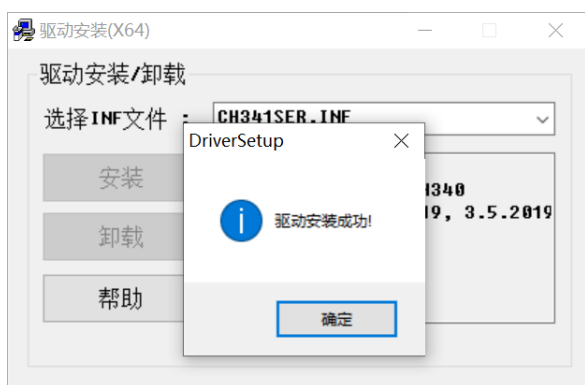 驱动安装(X64)
驱动安装/卸载
选择INF文件 :
CH341SER.INF
DriverSetup
安装
卸载
帮助
驱动安装成功!
确定
3.5.2019